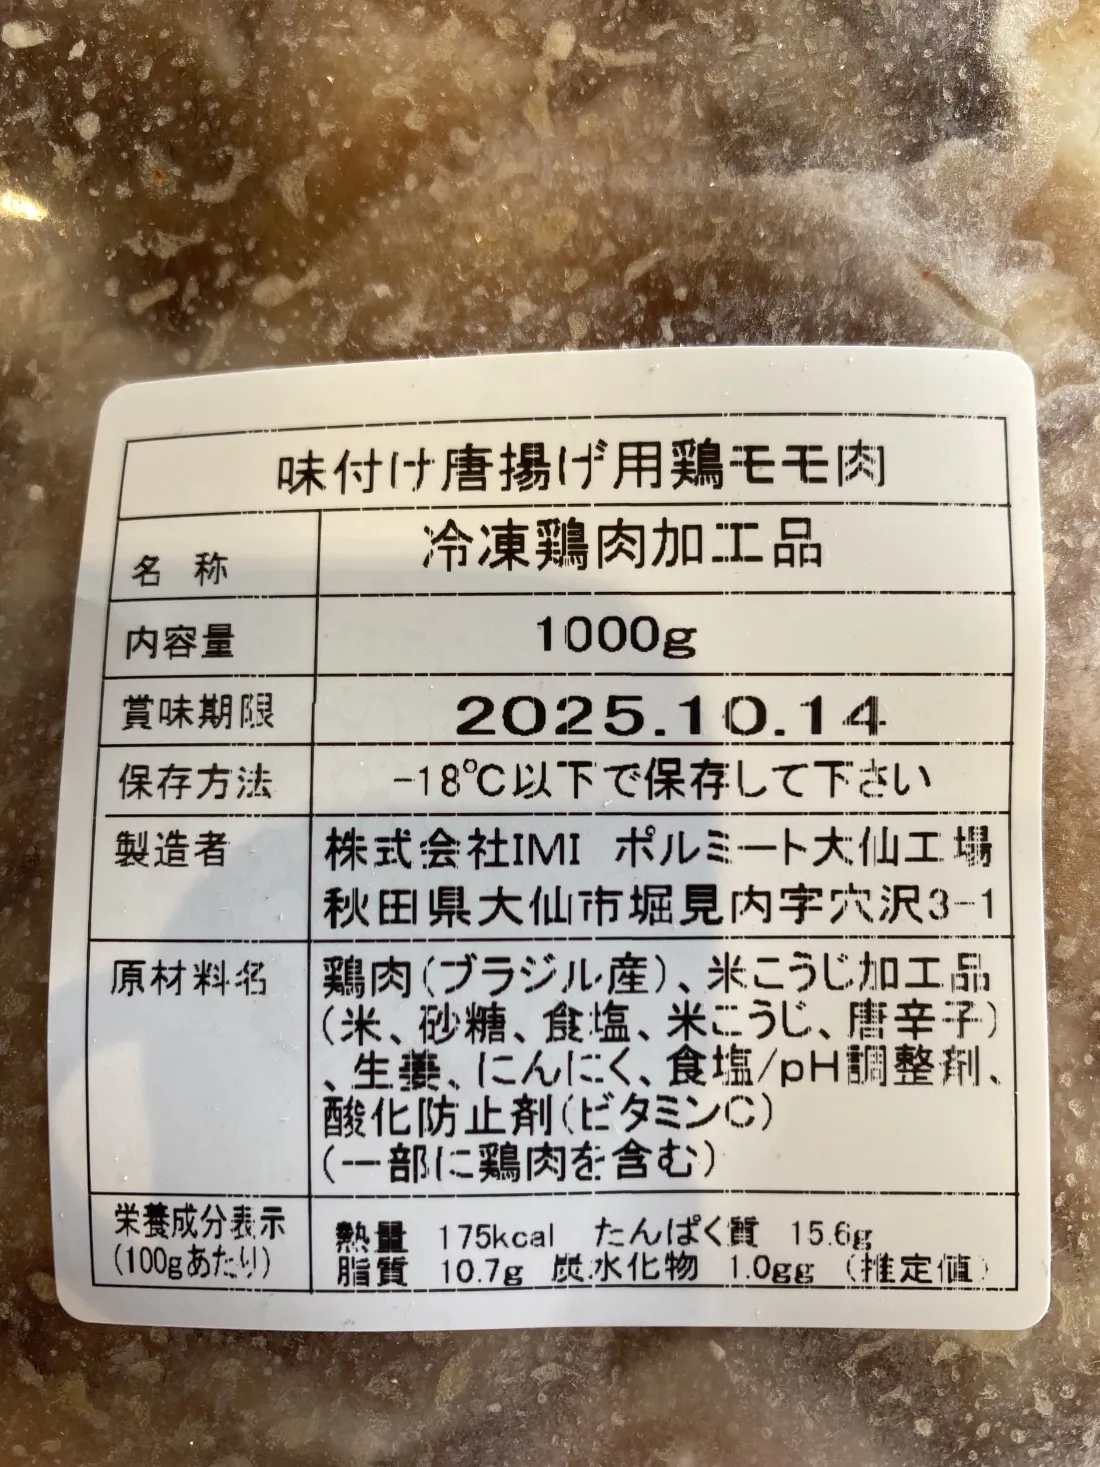 味付け唐揚げ用鶏モモ肉
名 称 冷凍鶏肉加工品
内容量 1000g
賞味期限 2025.10.14
保存方法 -18℃以下で保存して下さい
製造者 株式会社IMI ポルミート大仙工場
秋田県大仙市堀見内字穴沢3-1
原材料名 鶏肉(ブラジル産)、米こうじ加工品
(米、砂糖、食塩、米こうじ、唐辛子)
、生姜、にんにく、食塩/pH調整剤、
酸化防止剤(ビタミンC)
(一部に鶏肉を含む)
栄養成分表示 熱量 175kcal たんぱく質 15.6g
(100gあたり) 脂質 10.7g 炭水化物 1.0gg (推定値)